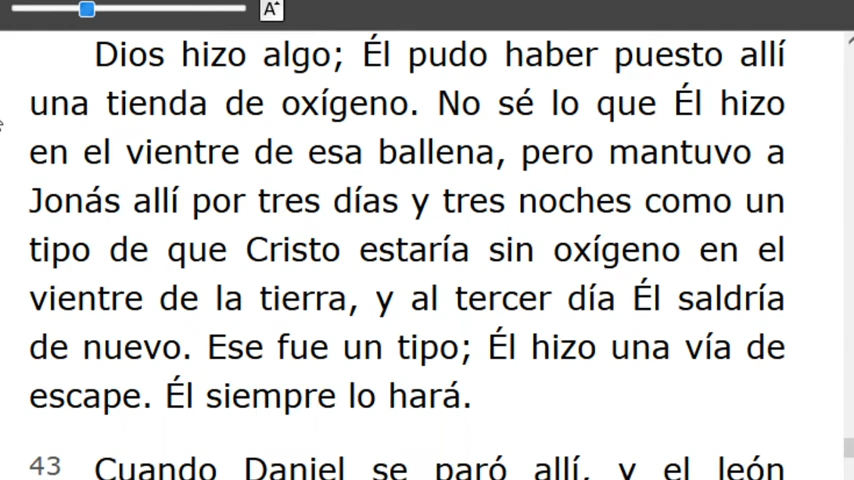 A
Dios hizo algo; Él pudo haber puesto allí
una tienda de oxígeno. No sé lo que Él hizo
en el vientre de esa ballena, pero mantuvo a
Jonás allí por tres días y tres noches como un
tipo de que Cristo estaría sin oxígeno en el
vientre de la tierra, y al tercer día Él saldría
de nuevo. Ese fue un tipo; Él hizo una vía de
escape. Él siempre lo hará.
43 Cuando Daniel se paró allí, y el león